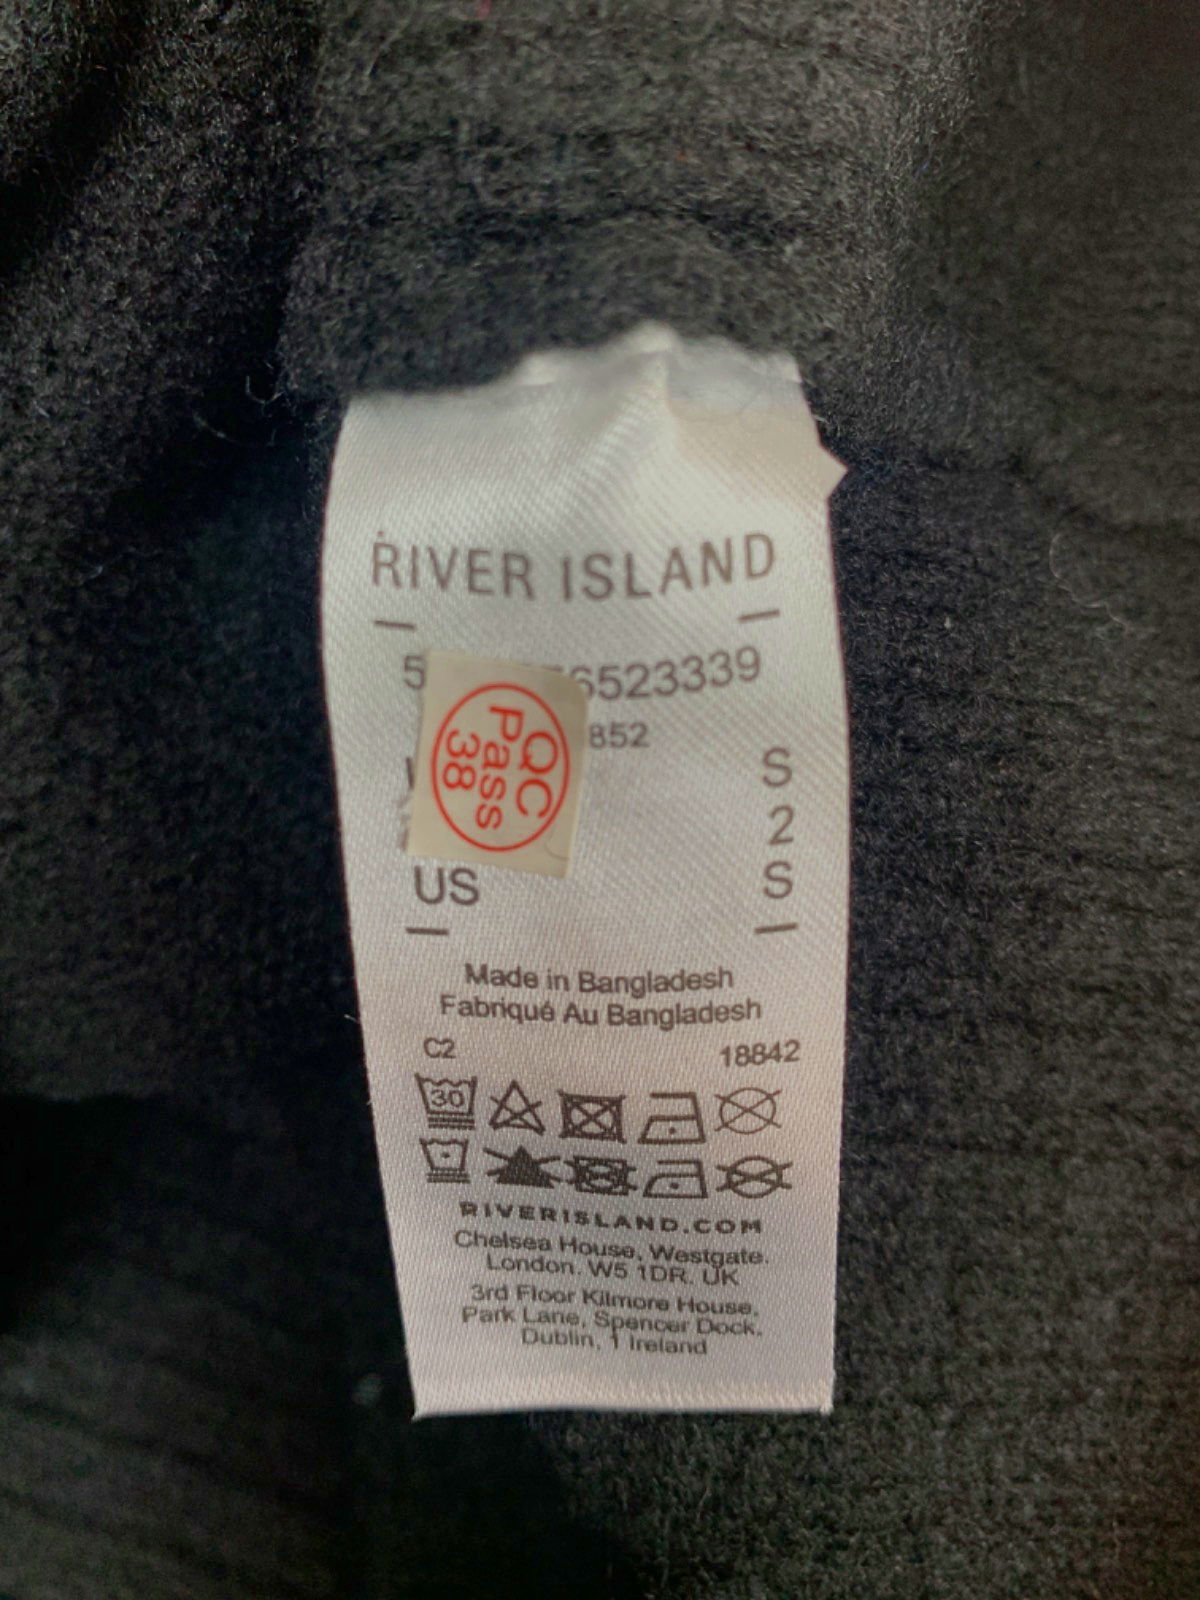 RIVER ISLAND
6523339
852
QC
Pass
38
S
2
US S
Made in Bangladesh
Fabriqué Au Bangladesh
C2 18842
30
RIVERISLAND.COM
Chelsea House, Westgate.
London. W5 1DR. UK
3rd Floor Kilmore House.
Park Lane, Spencer Dock.
Dublin, 1 Ireland